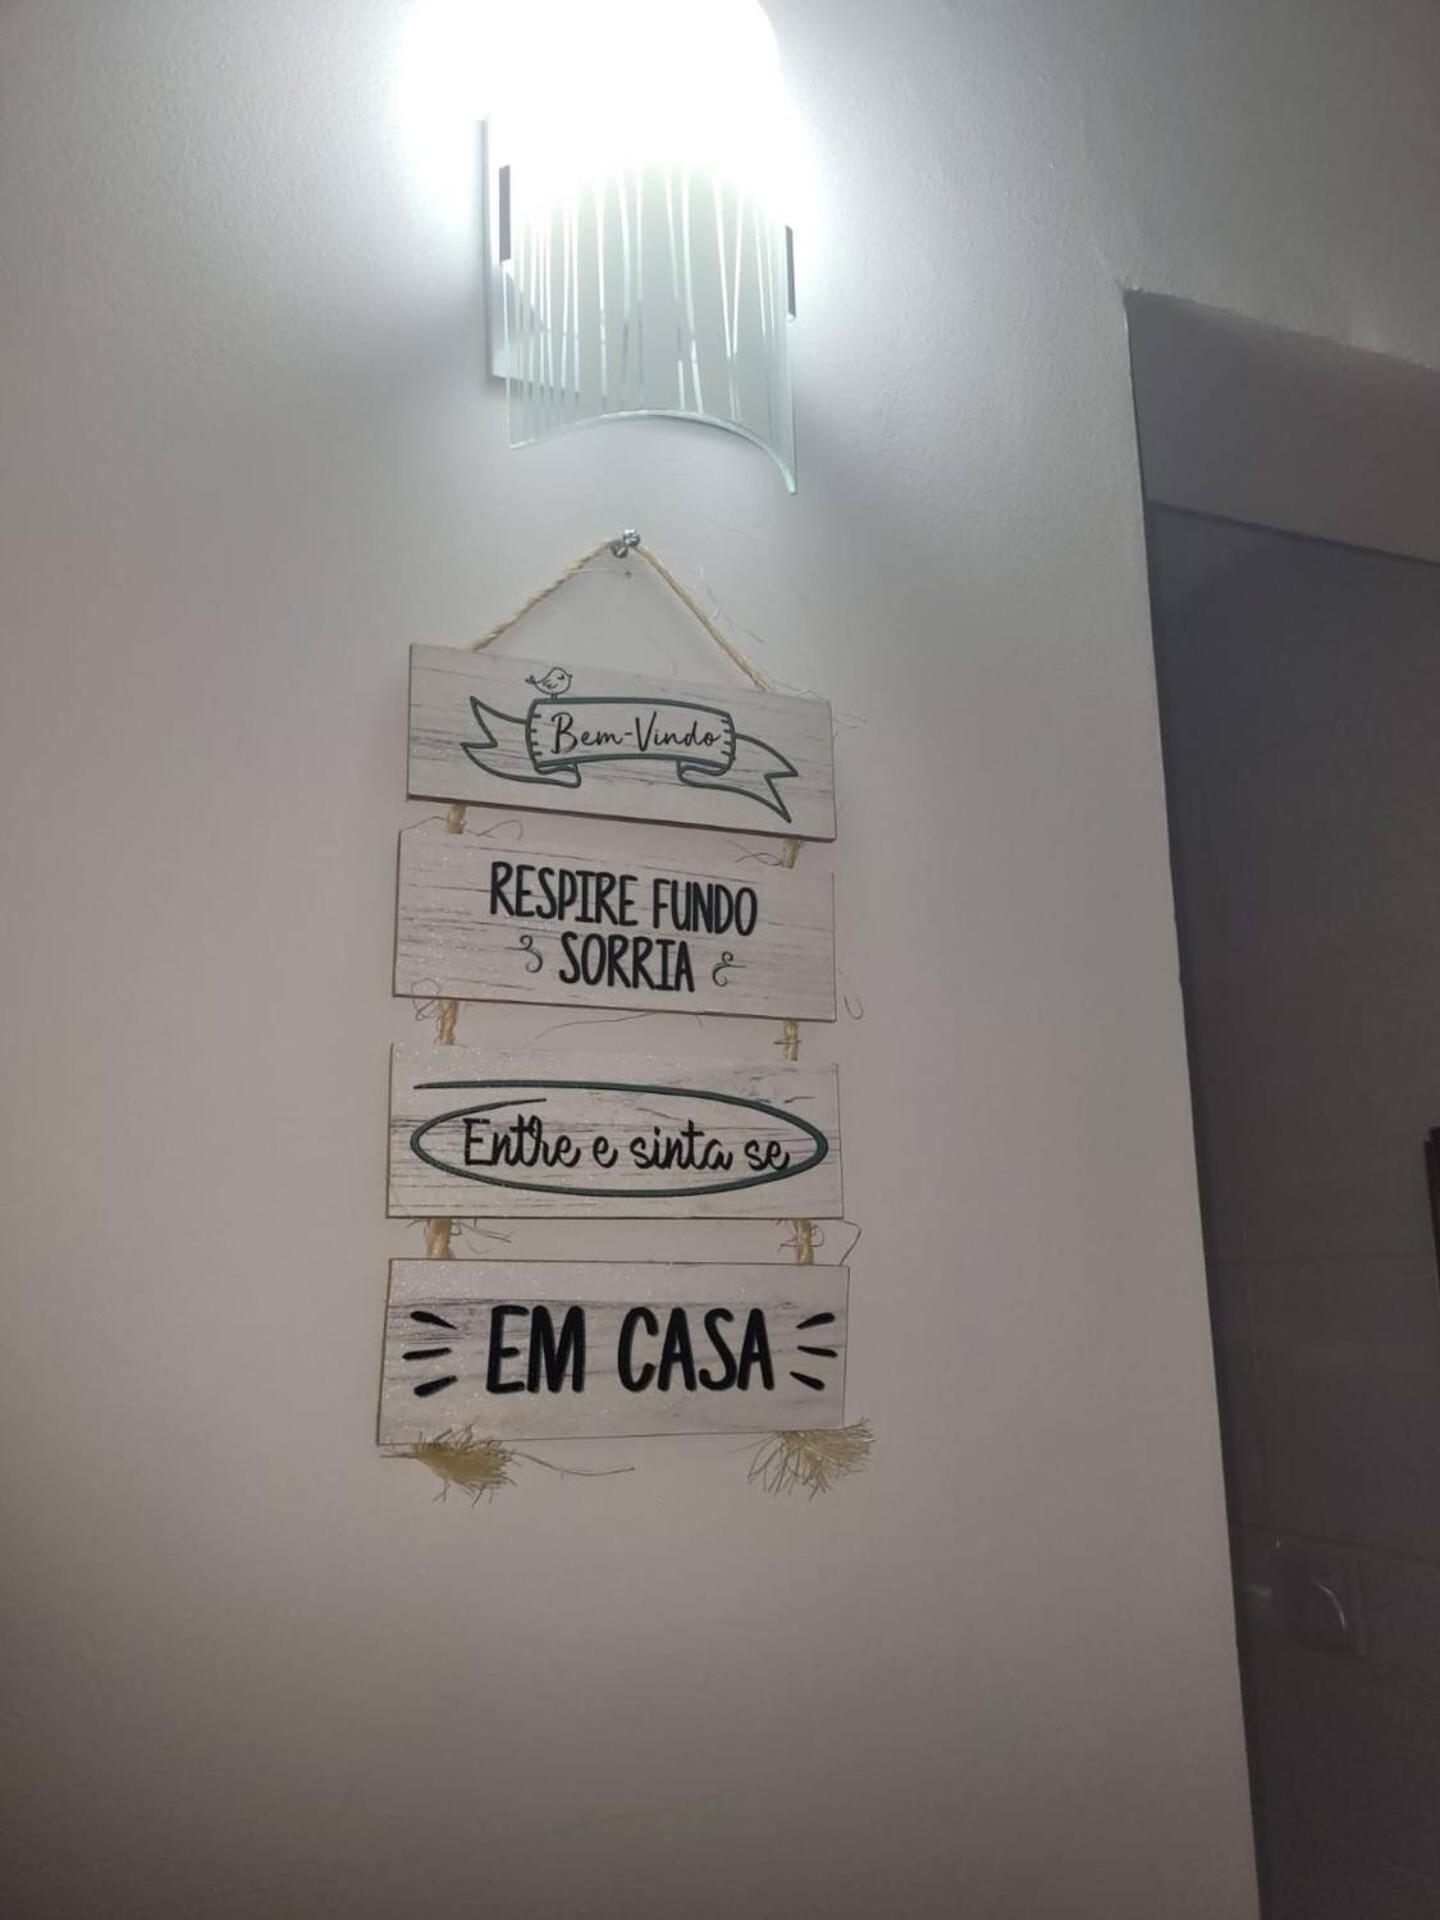 Bem-Vindo
RESPIRE FUNDO
SORRIA
Entre e sinta se
EM CASA